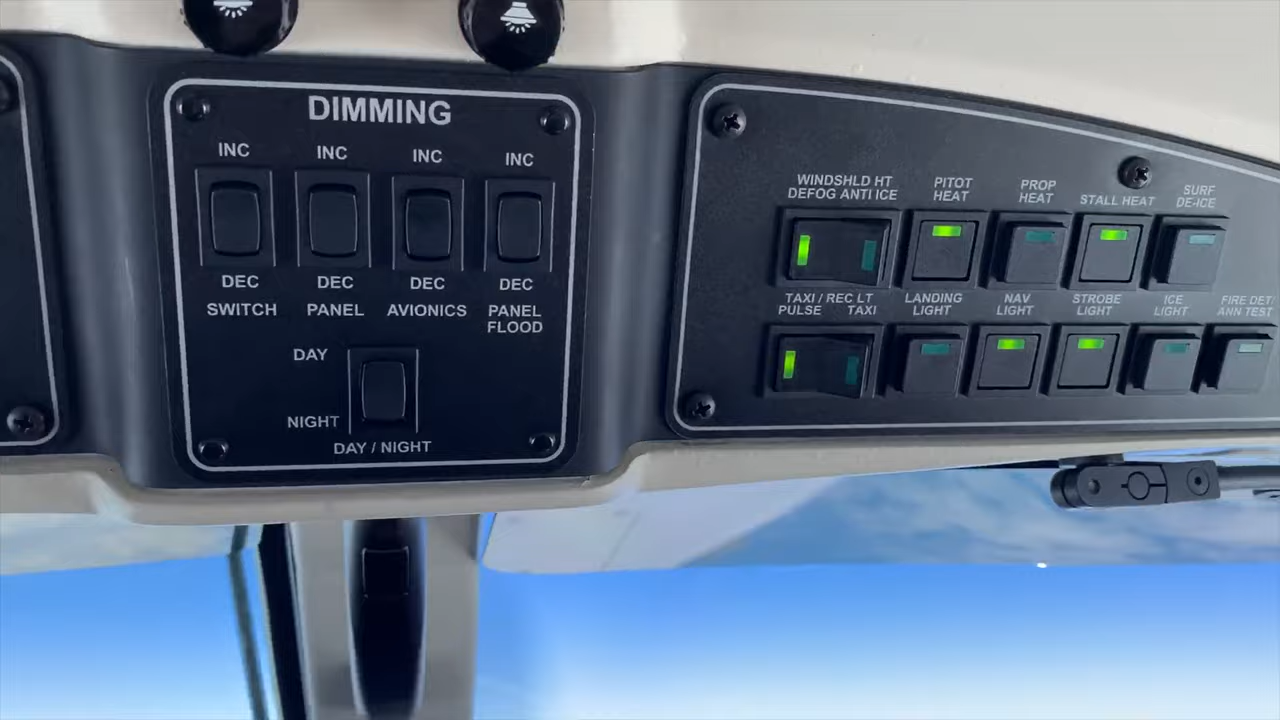 DIMMING
INC INC INC INC
DEC DEC DEC DEC
SWITCH PANEL AVIONICS PANEL
FLOOD
DAY
NIGHT
DAY / NIGHT
WINDSHLD HT
DEFOG ANTI ICE
PITOT
HEAT
PROP
HEAT
STALL HEAT
SURF
DE-ICE
TAXI / REC LT
PULSE TAXI
LANDING
LIGHT
NAV
LIGHT
STROBE
LIGHT
ICE
LIGHT
FIRE DET/
ANN TEST